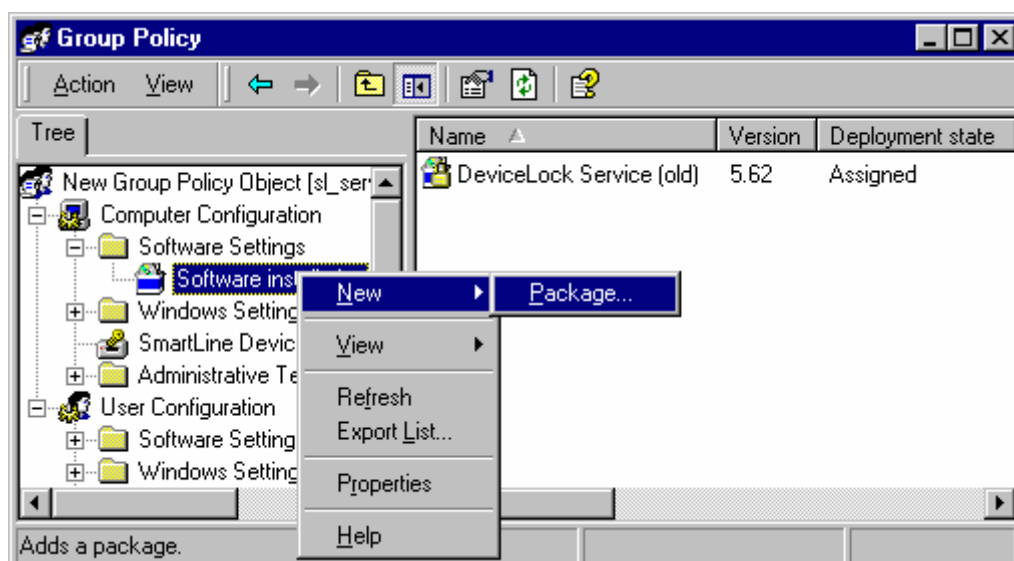 Group Policy
Action View
Tree
Name Version Deployment state
New Group Policy Object [sl_ser
DeviceLock Service (old) 5.62 Assigned
Computer Configuration
Software Settings
Software ins
New
Package...
Windows Setting
SmartLine Devic
View
Administrative Te
Refresh
User Configuration
Export List...
Software Setting
Windows Setting
Properties
Help
Adds a package.